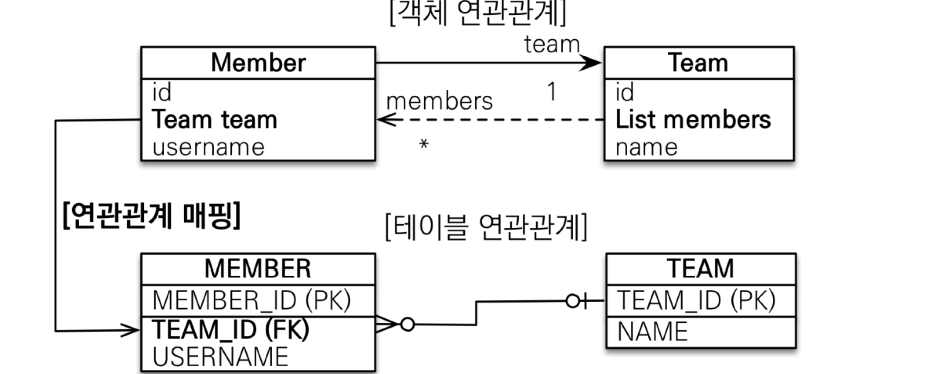 [객체 연관관계]
team
Member
Team
id
Team team
username
members
1
*
id
List members
name
[연관관계 매핑]
[테이블 연관관계]
MEMBER
MEMBER_ID (PK)
TEAM_ID (FK)
USERNAME
TEAM
TEAM_ID (PK)
NAME